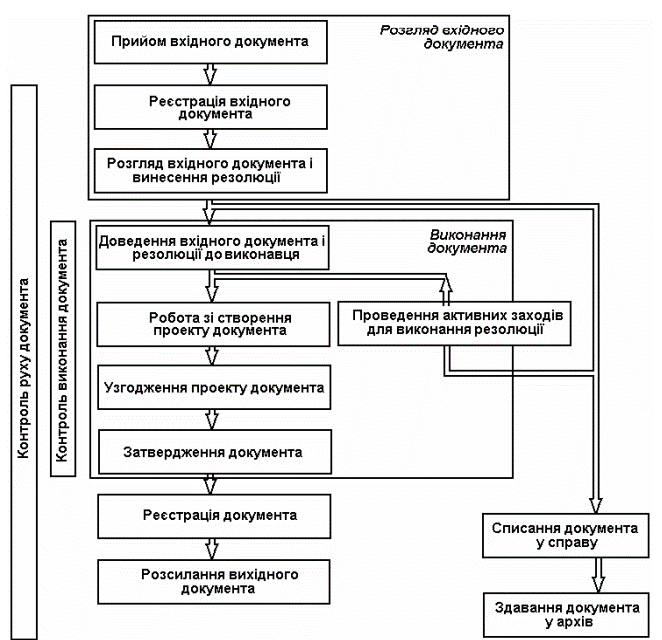 Прийом вхідного документа
Розгляд вхідного
документа
Реєстрація вхідного
документа
Розгляд вхідного документа і
винесення резолюції
Контроль руху документа
Контроль виконання документа
Виконання
документа
Доведення вхідного документа і
резолюції до виконавця
Робота зі створення
проекту документа
Проведення активних заходів
для виконання резолюції
Узгодження проекту документа
Затвердження документа
Реєстрація документа
Списання документа
у справу
Розсилання вихідного
документа
Здавання документа
у архів